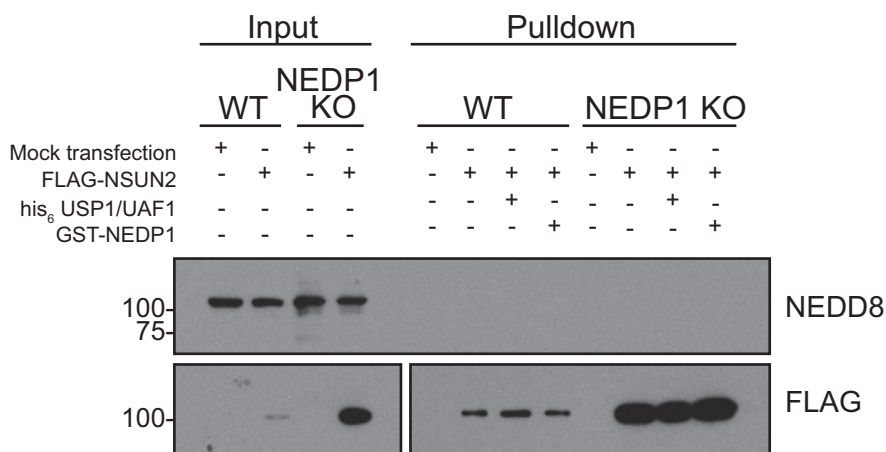 Input Pulldown
NEDP1
WT KO WT NEDP1 KO
Mock transfection + - + - + - - - + - - -
FLAG-NSUN2 - + - + - + + + - + + +
his6 USP1/UAF1 - - - - - - + - - - + -
GST-NEDP1 - - - - - - - + - - - +
100-
75-
NEDD8
100-
FLAG